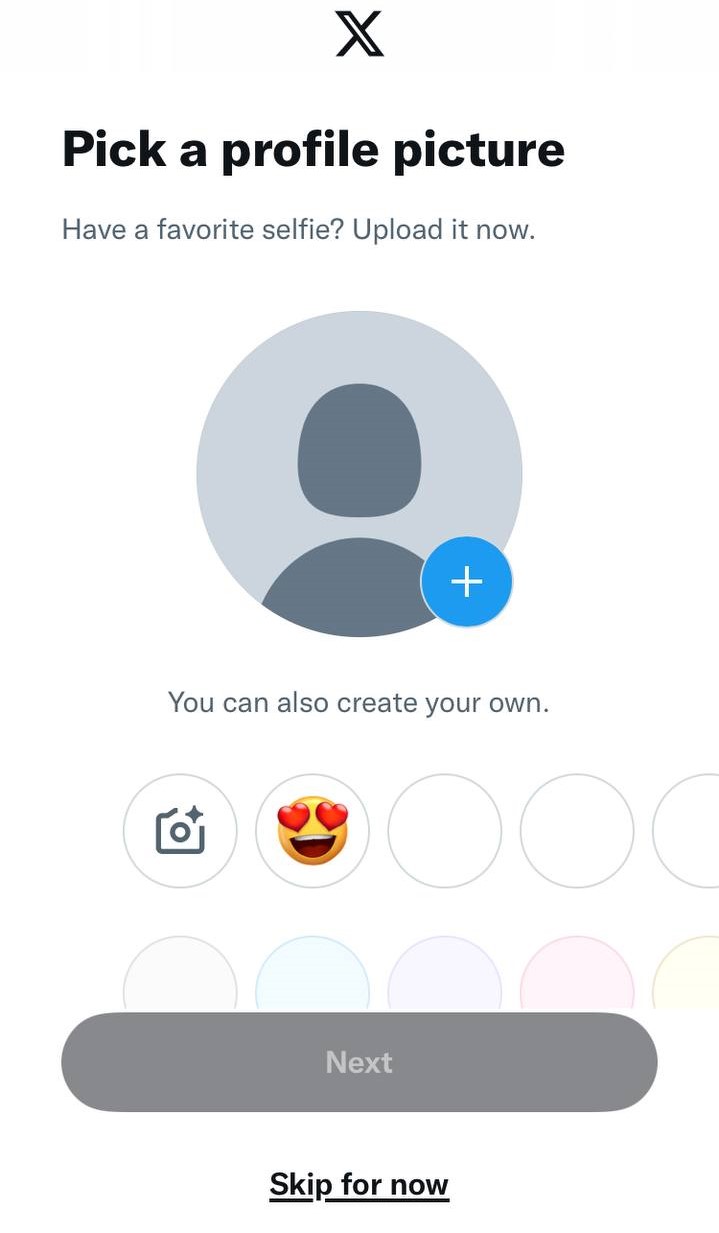 Pick a profile picture
Have a favorite selfie? Upload it now.
You can also create your own.
Next
Skip for now